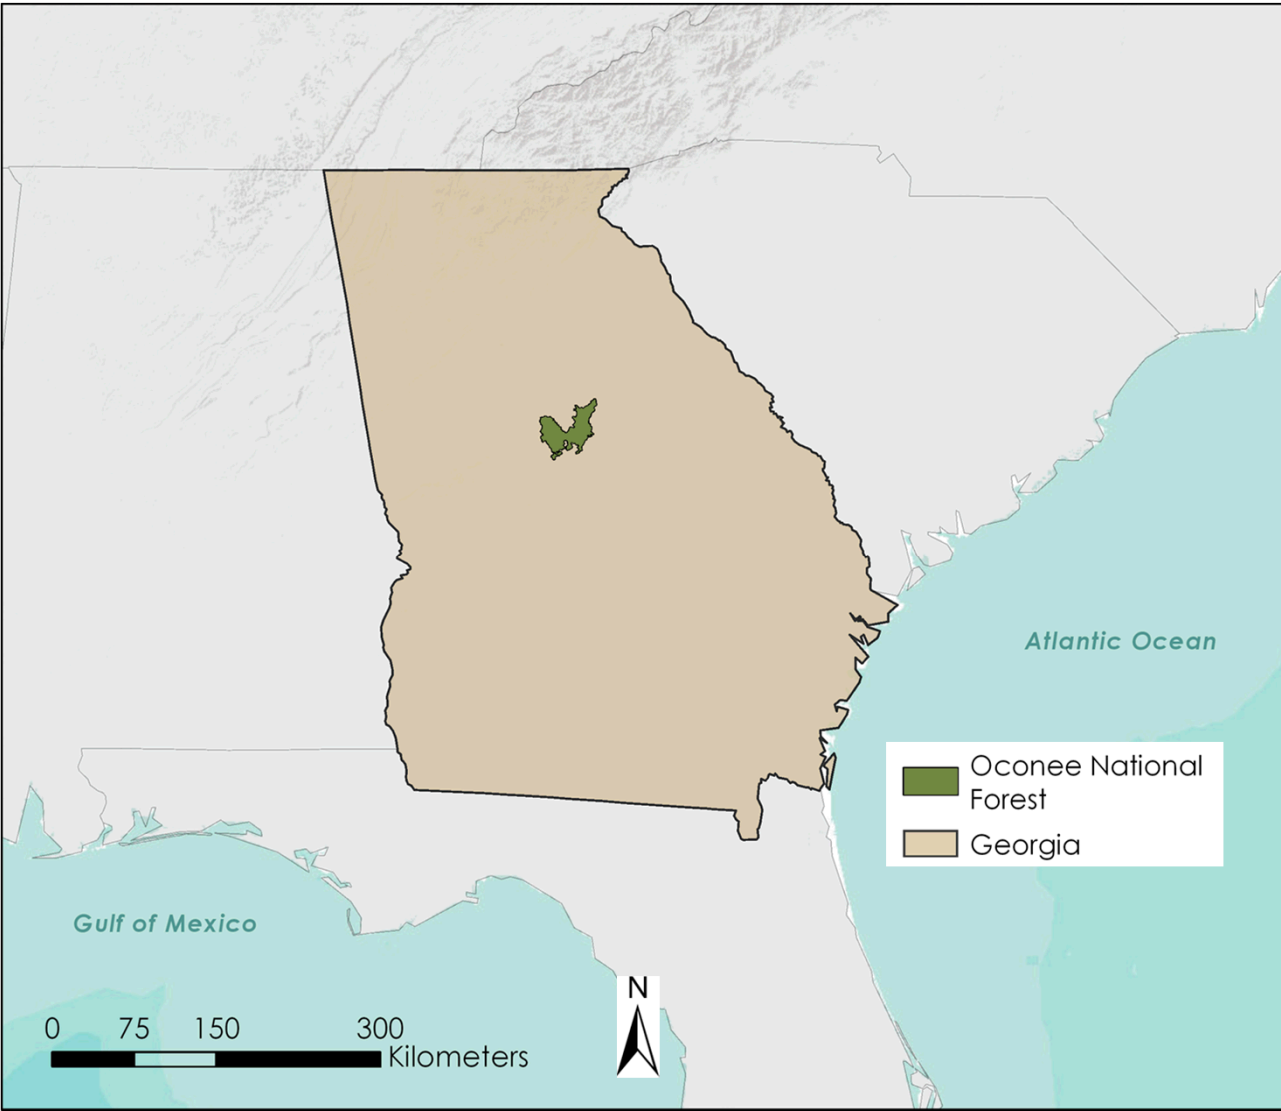 Atlantic Ocean
Oconee National
Forest
Georgia
Gulf of Mexico
N
0 75 150 300
Kilometers